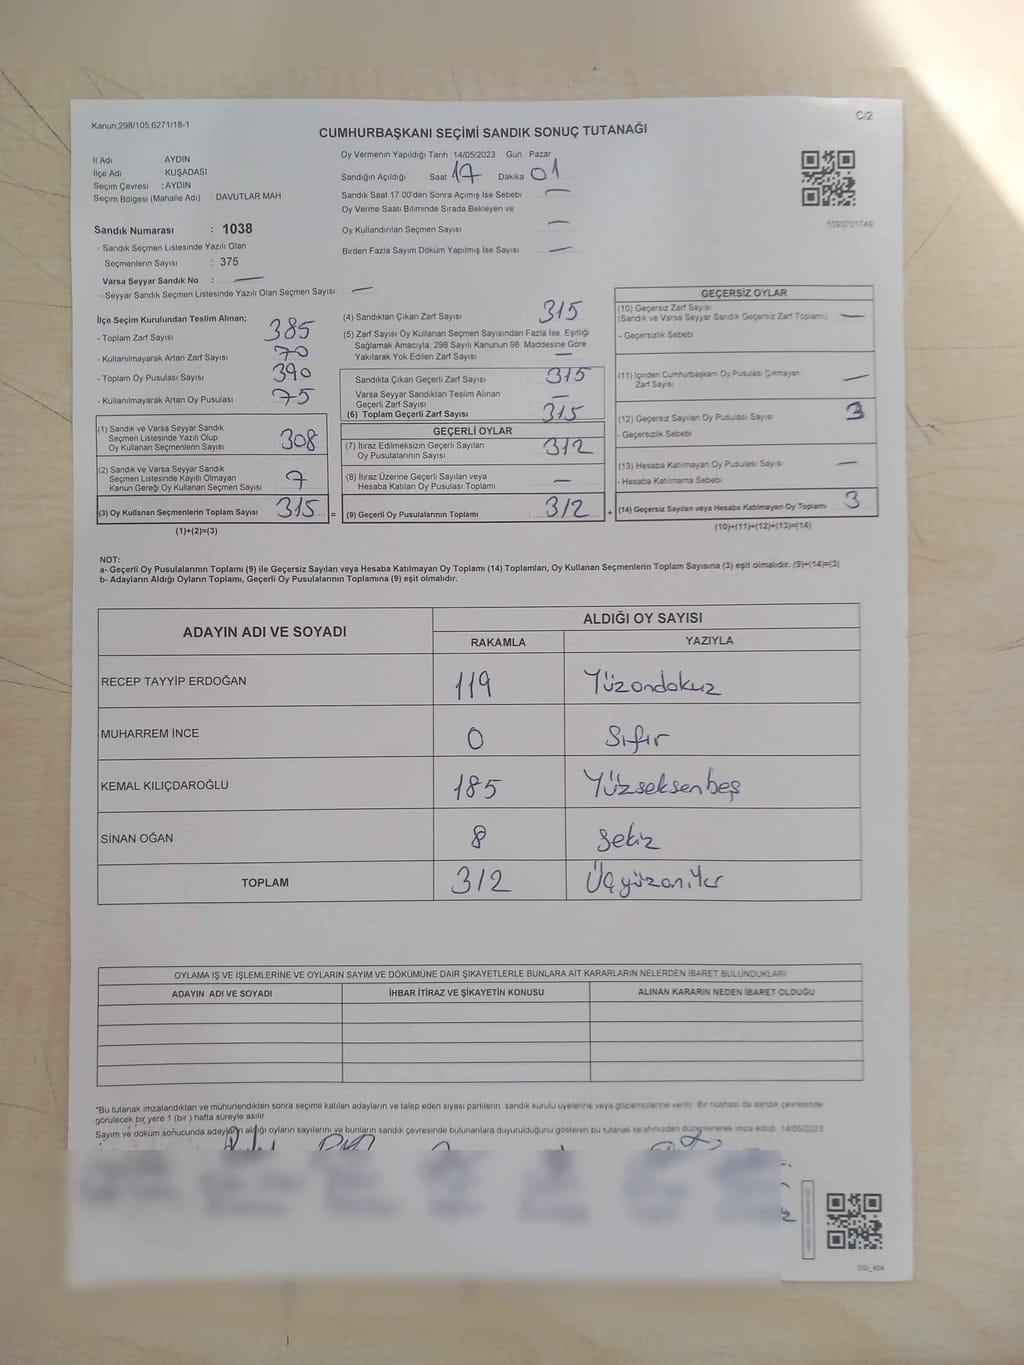 Kanun.298/105.6271/18-1
C/2
CUMHURBAŞKANI SEÇİMİ SANDIK SONUÇ TUTANAĞI
İl Adı AYDIN
İlçe Adı KUŞADASI
Seçim Çevresi : AYDIN
Seçim Bölgesi (Mahalle Adı) : DAVUTLAR MAH
Sandık Numarası : 1038
- Sandık Seçmen Listesinde Yazılı Olan
Seçmenlerin Sayısı : 375
Varsa Seyyar Sandık No : —
- Seyyar Sandık Seçmen Listesinde Yazılı Olan Seçmen Sayısı —
Oy Vermenin Yapıldığı Tarih 14/05/2023 Gün Pazar
Sandığın Açıldığı Saat 17 Dakika 01
Sandık Saat 17:00'den Sonra Açımış İse Sebebi —
Oy Verme Saati Bitiminde Sırada Bekleyen ve
Oy Kullandırılan Seçmen Sayısı —
Birden Fazla Sayım Döküm Yapılmış İse Sayısı —
İlçe Seçim Kurulundan Teslim Alınan;
- Toplam Zarf Sayısı 385
- Kullanılmayarak Artan Zarf Sayısı 70
- Toplam Oy Pusulası Sayısı 390
- Kullanılmayarak Artan Oy Pusulası 75
(1) Sandık ve Varsa Seyyar Sandık
Seçmen Listesinde Yazılı Olup
Oy Kullanan Seçmenlerin Sayısı 308
(2) Sandık ve Varsa Seyyar Sandık
Seçmen Listesinde Kayıtlı Olmayan
Kanun Gereği Oy Kullanan Seçmen Sayısı 7
(3) Oy Kullanan Seçmenlerin Toplam Sayısı 315 =
(1)+(2)=(3)
(4) Sandıktan Çıkan Zarf Sayısı 315
(5) Zarf Sayısı Oy Kullanan Seçmen Sayısından Fazla İse, Eşitliği
Sağlamak Amacıyla, 298 Sayılı Kanunun 98. Maddesine Göre
Yakılarak Yok Edilen Zarf Sayısı —
Sandıkta Çıkan Geçerli Zarf Sayısı 315
Varsa Seyyar Sandıktan Teslim Alınan
Geçerli Zarf Sayısı —
(6) Toplam Geçerli Zarf Sayısı 315
GEÇERLİ OYLAR
(7) İtiraz Edilmeksizin Geçerli Sayılan
Oy Pusulalarının Sayısı 312
(8) İtiraz Üzerine Geçerli Sayılan veya
Hesaba Katılan Oy Pusulası Toplamı —
(9) Geçerli Oy Pusulalarının Toplamı 312 +
GEÇERSİZ OYLAR
(10) Geçersiz Zarf Sayısı
(Sandık ve Varsa Seyyar Sandık Geçersiz Zarf Toplamı) —
- Geçersizlik Sebebi
(11) İçinden Cumhurbaşkanı Oy Pusulası Çıkmayan
Zarf Sayısı —
(12) Geçersiz Sayılan Oy Pusulası Sayısı 3
- Geçersizlik Sebebi
(13) Hesaba Katılmayan Oy Pusulası Sayısı —
- Hesaba Katılmama Sebebi
(14) Geçersiz Sayılan veya Hesaba Katılmayan Oy Toplamı 3
(10)+(11)+(12)+(13)=(14)
NOT:
a- Geçerli Oy Pusulalarının Toplamı (9) ile Geçersiz Sayılan veya Hesaba Katılmayan Oy Toplamı (14) Toplamları, Oy Kullanan Seçmenlerin Toplam Sayısına (3) eşit olmalıdır. (9)+(14)=(3)
b- Adayların Aldığı Oyların Toplamı, Geçerli Oy Pusulalarının Toplamına (9) eşit olmalıdır.
ADAYIN ADI VE SOYADI
ALDIĞI OY SAYISI
RAKAMLA YAZIYLA
RECEP TAYYİP ERDOĞAN 119 Yüzondokuz
MUHARREM İNCE 0 Sıfır
KEMAL KILIÇDAROĞLU 185 Yüzseksenbeş
SİNAN OĞAN 8 Sekiz
TOPLAM 312 Üçyüzoniki
OYLAMA İŞ VE İŞLEMLERİNE VE OYLARIN SAYIM VE DÖKÜMÜNE DAİR ŞİKAYETLERLE BUNLARA AİT KARARLARIN NELERDEN İBARET BULUNDUKLARI
ADAYIN ADI VE SOYADI İHBAR İTİRAZ VE ŞİKAYETİN KONUSU ALINAN KARARIN NEDEN İBARET OLDUĞU
*Bu tutanak imzalandıktan ve mühürlendikten sonra seçime katılan adayların ve talep eden siyasi partilerin sandık kurulu üyelerine veya gözlemcilerine verilir. Bir nüshası da sandık çevresinde
görülecek bir yere 1 (bir ) hafta süreyle asılır.
Sayım ve döküm sonucunda adayların aldığı oyların sayılarını ve bunların sandık çevresinde bulunanlara duyurulduğunu gösteren bu tutanak tarafımızdan düzenlenerek imza edildi. 14/05/2023